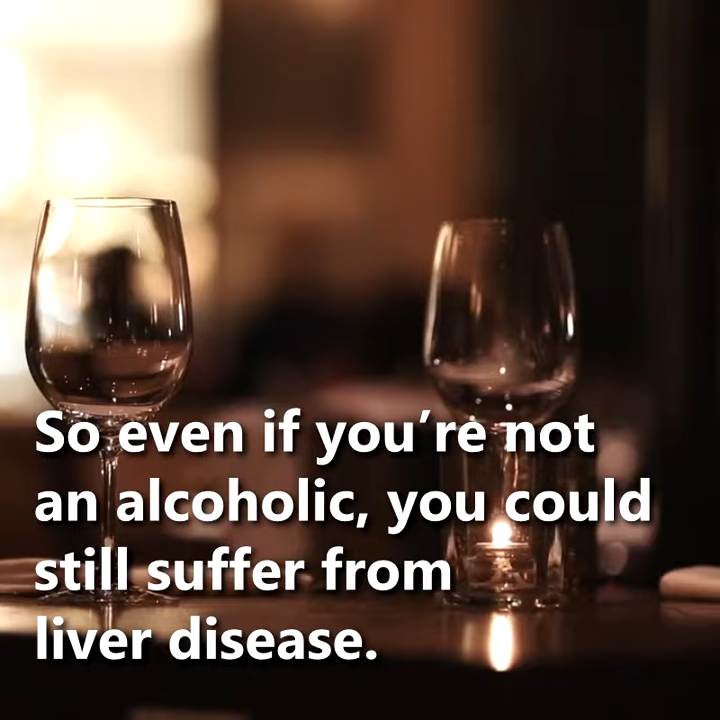 So even if you’re not
an alcoholic, you could
still suffer from
liver disease.